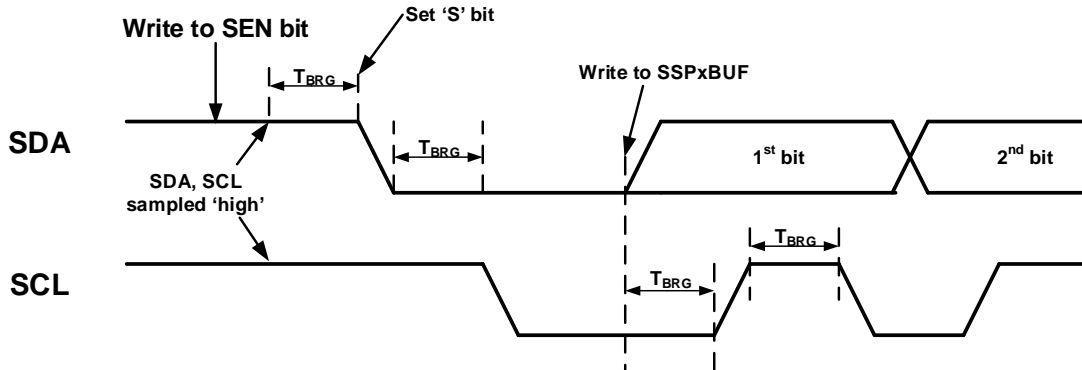 Write to SEN bit
Set ‘S’ bit
TBRG
Write to SSPxBUF
SDA
TBRG
1st bit
2nd bit
SDA, SCL
sampled ‘high’
TBRG
SCL
TBRG